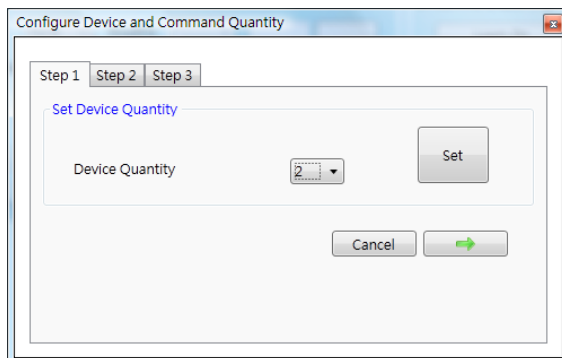 Configure Device and Command Quantity
Step 1 Step 2 Step 3
Set Device Quantity
Device Quantity 2 Set
Cancel